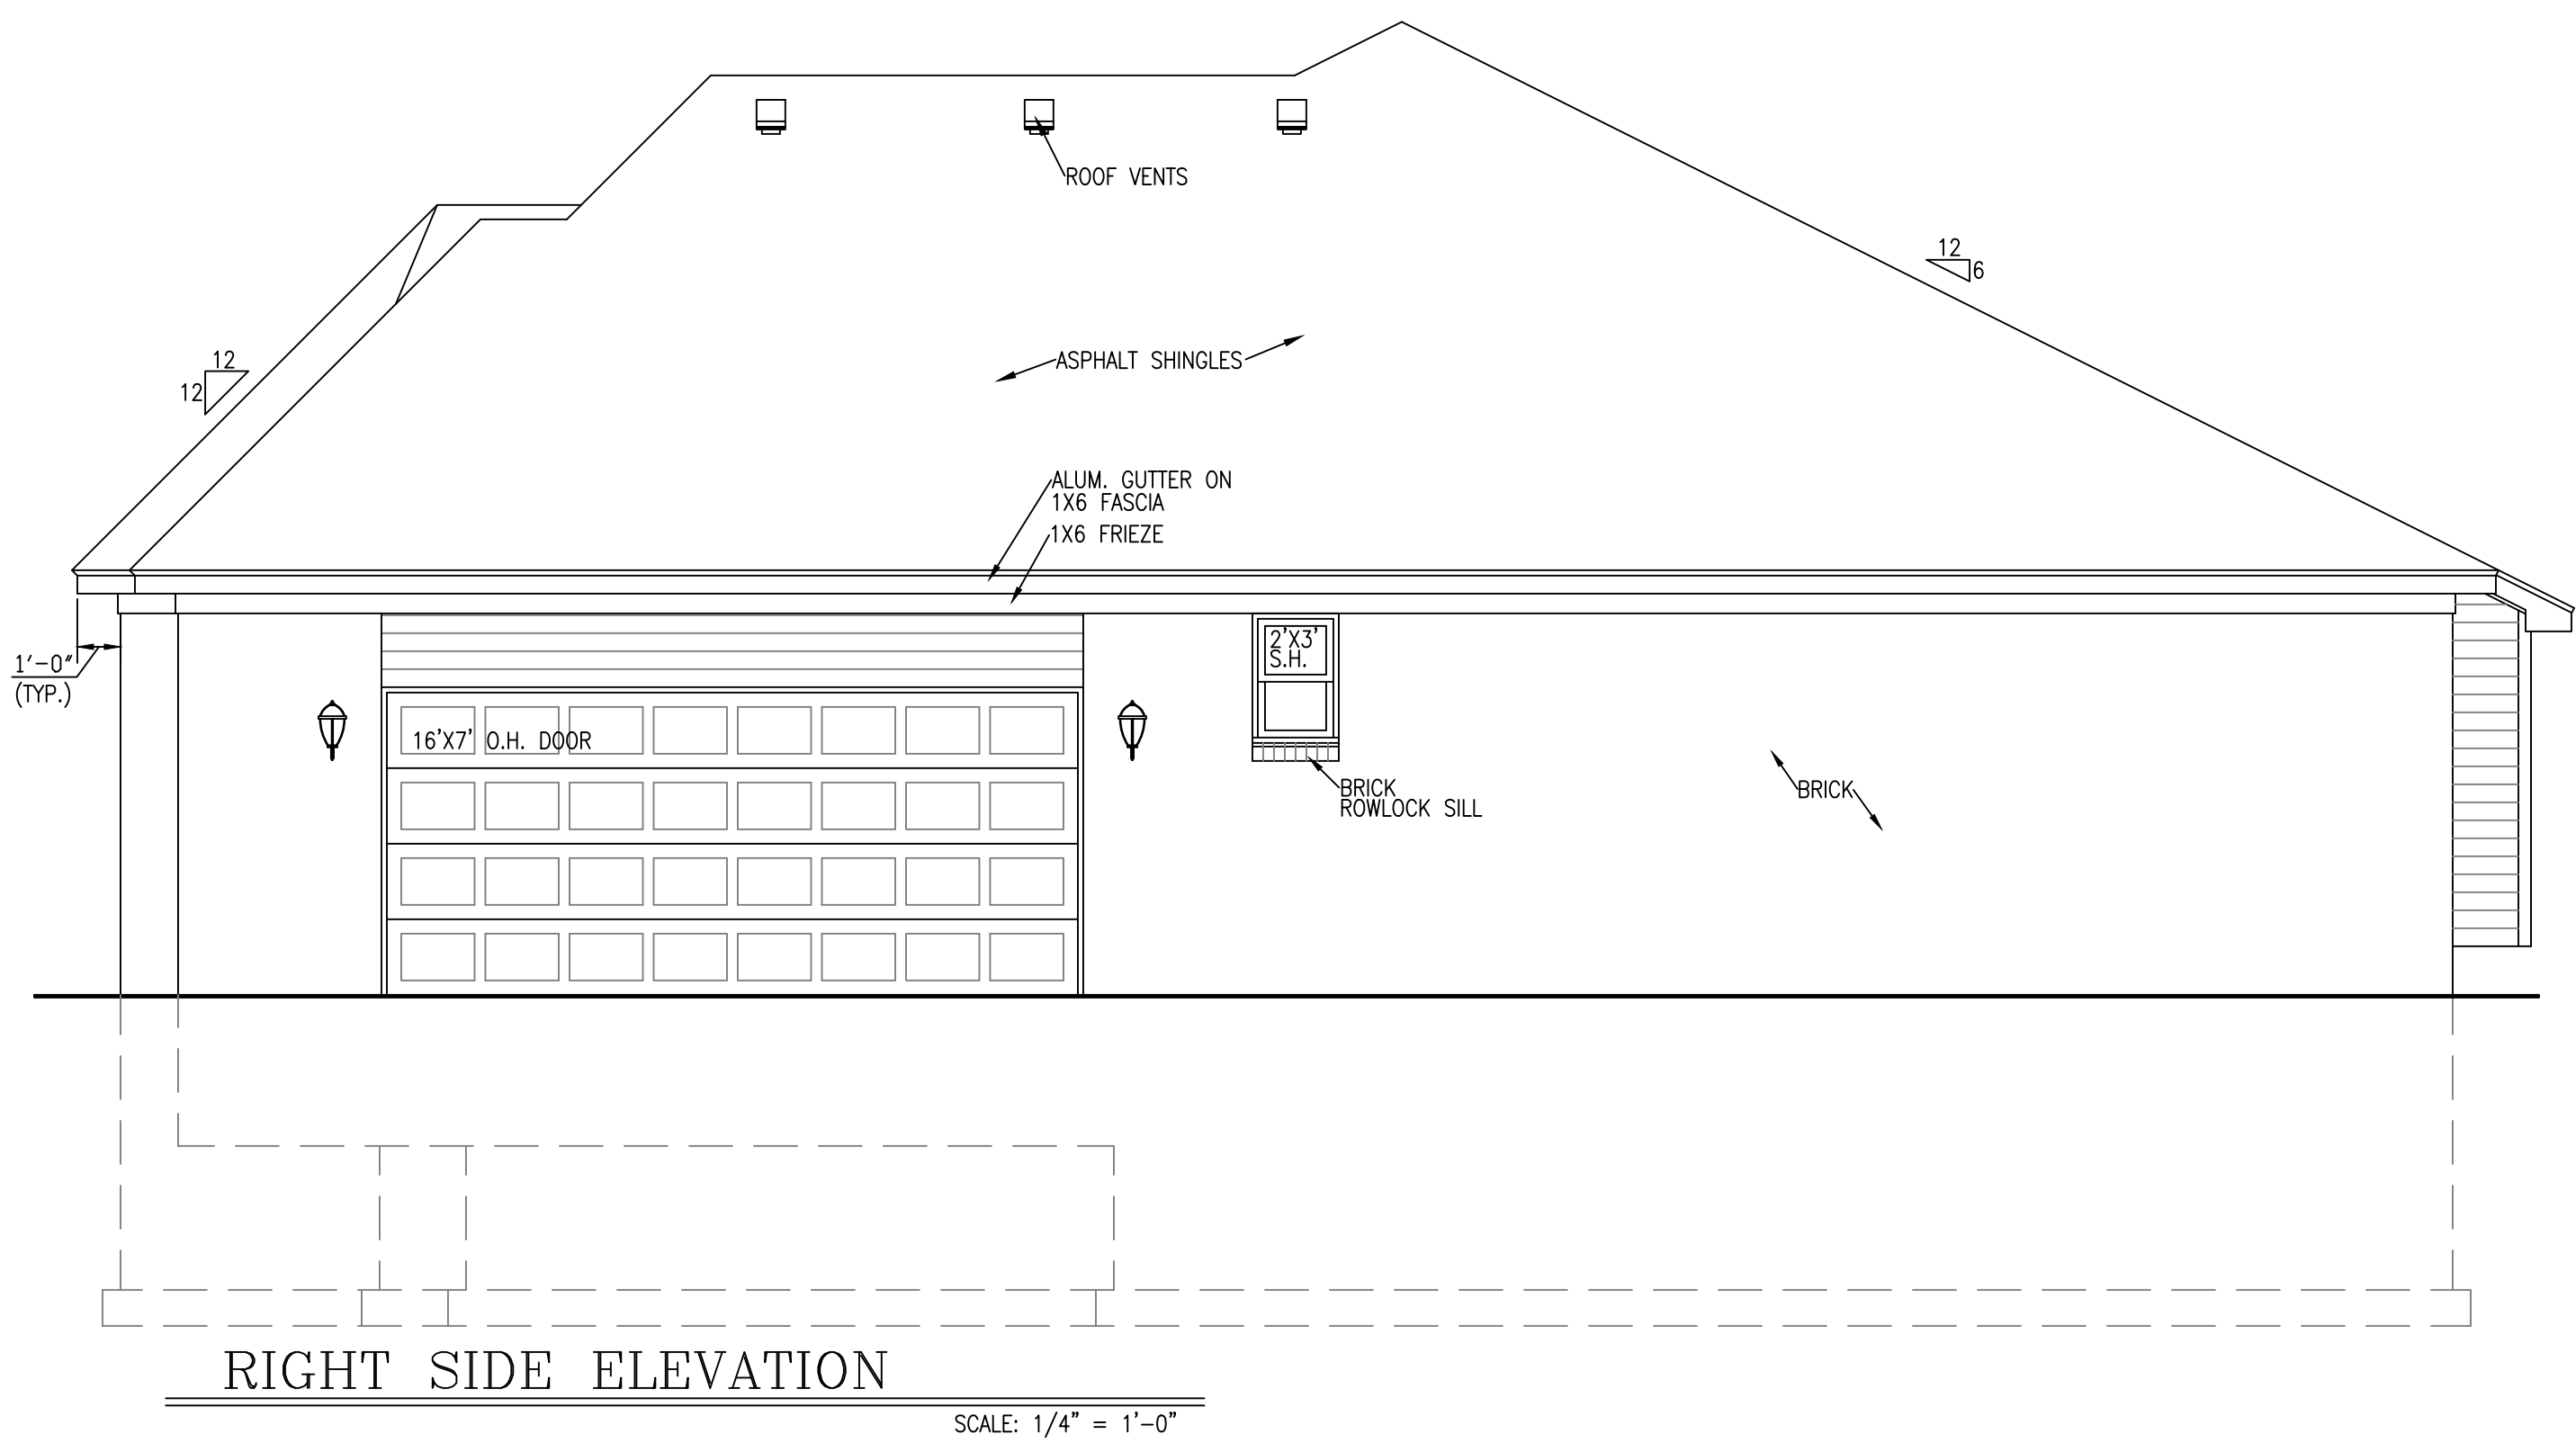 ROOF VENTS
12
6
12
12
ASPHALT SHINGLES
ALUM. GUTTER ON
1X6 FASCIA
1X6 FRIEZE
1'-0"
(TYP.)
2'X3'
S.H.
16'X7' O.H. DOOR
BRICK
ROWLOCK SILL
BRICK
RIGHT SIDE ELEVATION
SCALE: 1/4" = 1'-0"